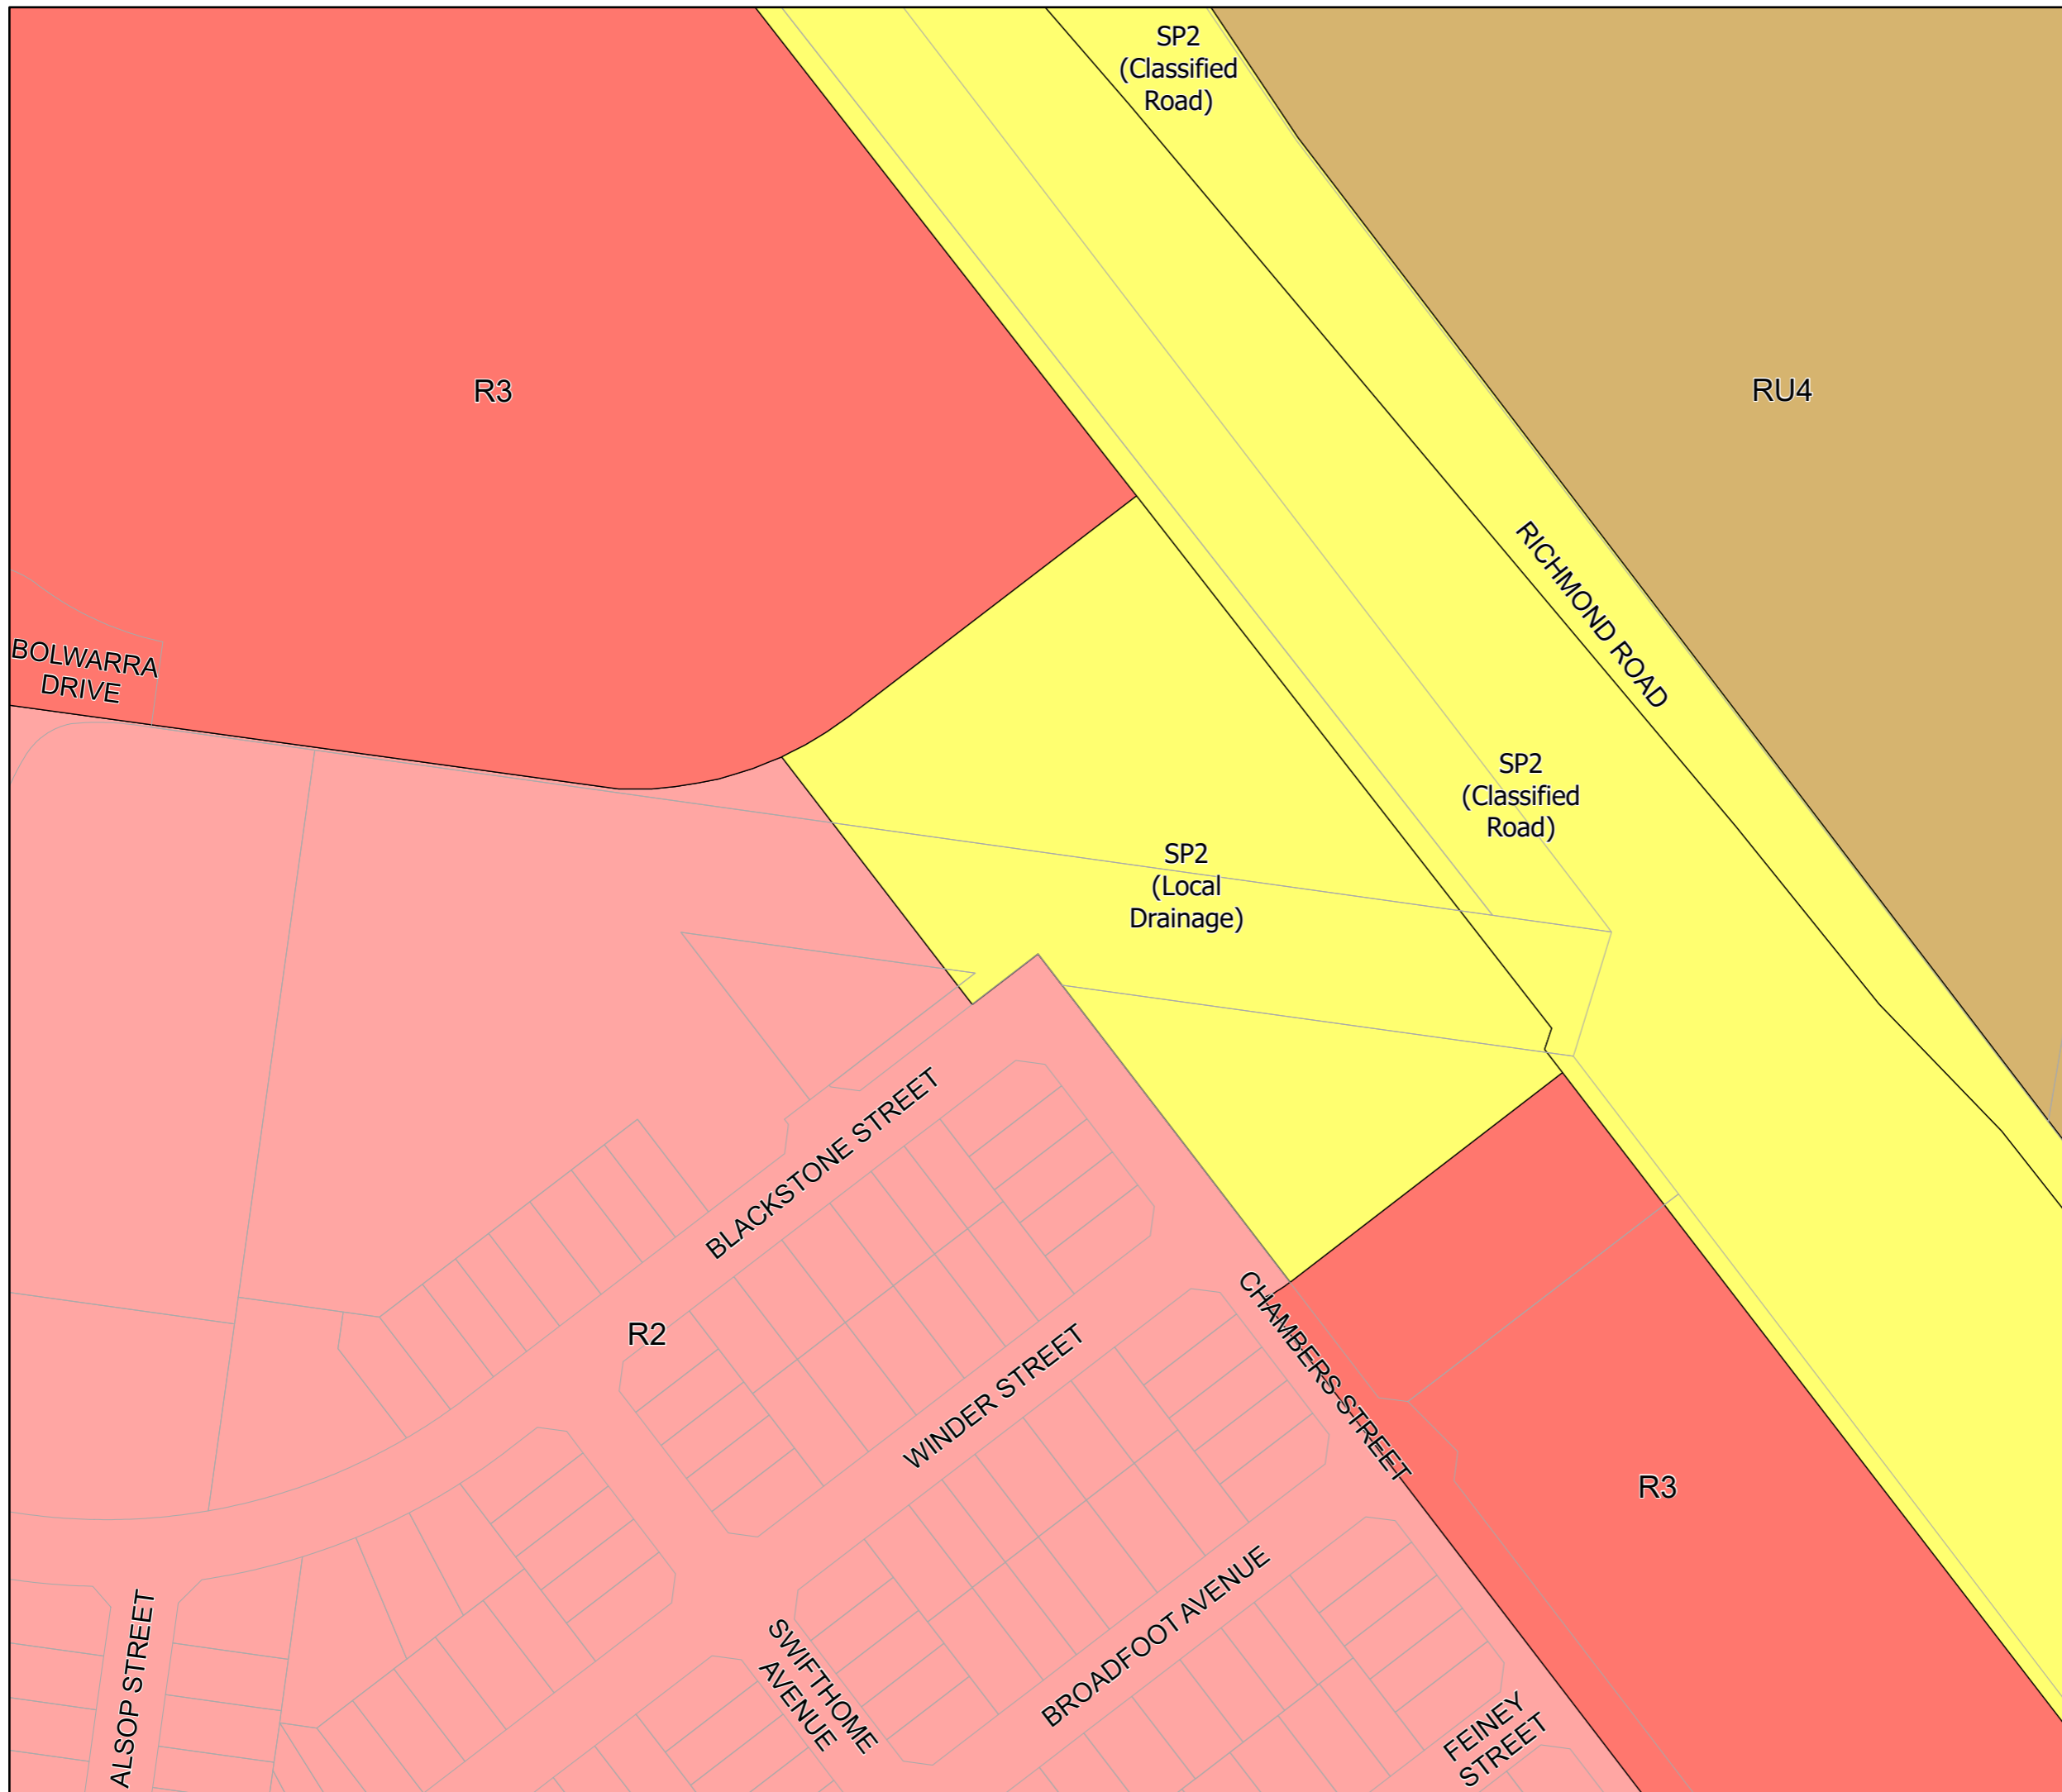 SP2
(Classified
Road)
R3
RU4
RICHMOND ROAD
BOLWARRA
DRIVE
SP2
(Classified
Road)
SP2
(Local
Drainage)
BLACKSTONE STREET
R2
WINDER STREET
CHAMBERS STREET
R3
BROADFOOT AVENUE
SWIFTHOME
AVENUE
ALSOP STREET
FEINEY
STREET